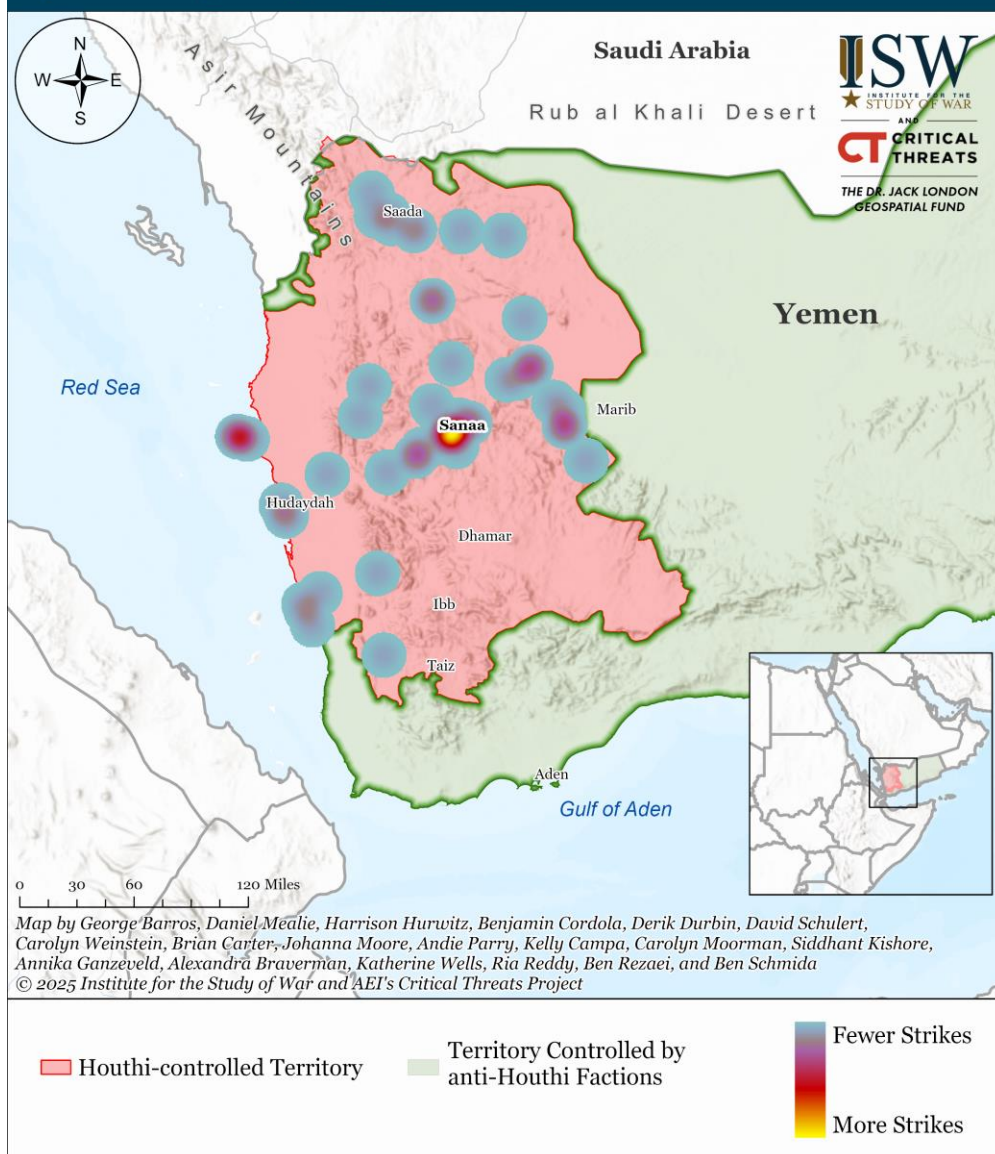 N
W
E
S
Asir Mountains
Saudi Arabia
Rub al Khali Desert
ISW
INSTITUTE FOR THE
STUDY OF WAR
AND
CT CRITICAL
THREATS
THE DR. JACK LONDON
GEOSPATIAL FUND
Saada
Yemen
Red Sea
Marib
Sanaa
Hudaydah
Dhamar
Ibb
Taiz
Aden
Gulf of Aden
0 30 60 120 Miles
Map by George Barros, Daniel Mealie, Harrison Hurwitz, Benjamin Cordola, Derik Durbin, David Schulert,
Carolyn Weinstein, Brian Carter, Johanna Moore, Andie Parry, Kelly Campa, Carolyn Moorman, Siddhant Kishore,
Annika Ganzeveld, Alexandra Braverman, Katherine Wells, Ria Reddy, Ben Rezaei, and Ben Schmida
© 2025 Institute for the Study of War and AEI's Critical Threats Project
Houthi-controlled Territory
Territory Controlled by
anti-Houthi Factions
Fewer Strikes
More Strikes